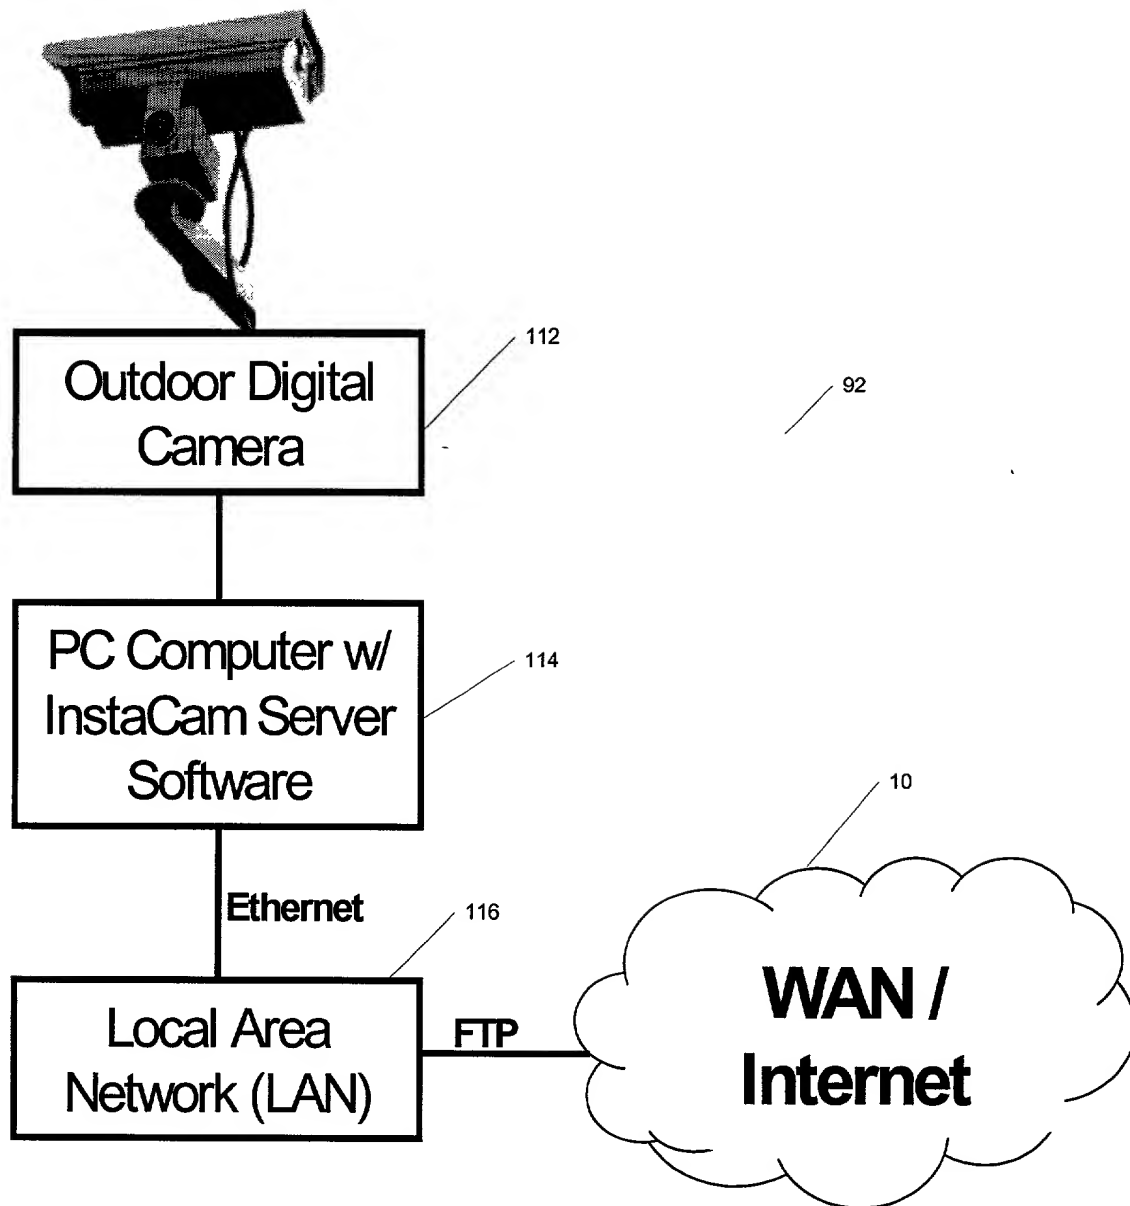 112
Outdoor Digital
Camera
92
PC Computer w/
InstaCam Server
Software
114
10
Ethernet
116
Local Area
Network (LAN)
FTP
WAN /
Internet